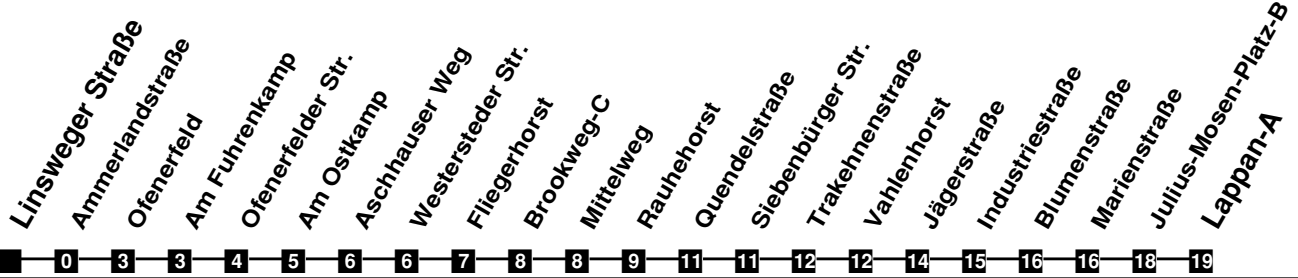 Linsweger Straße
Ammerlandstraße
Ofenerfeld
Am Fuhrenkamp
Ofenerfelder Str.
Am Ostkamp
Aschhauser Weg
Westersteder Str.
Fliegerhorst
Brookweg-C
Mittelweg
Rauhehorst
Quendelstraße
Siebenbürger Str.
Trakehnenstraße
Vahlenhorst
Jägerstraße
Industriestraße
Blumenstraße
Marienstraße
Julius-Mosen-Platz-B
Lappan-A
0 3 3 4 5 6 6 7 8 8 9 11 11 12 12 14 15 16 16 18 19